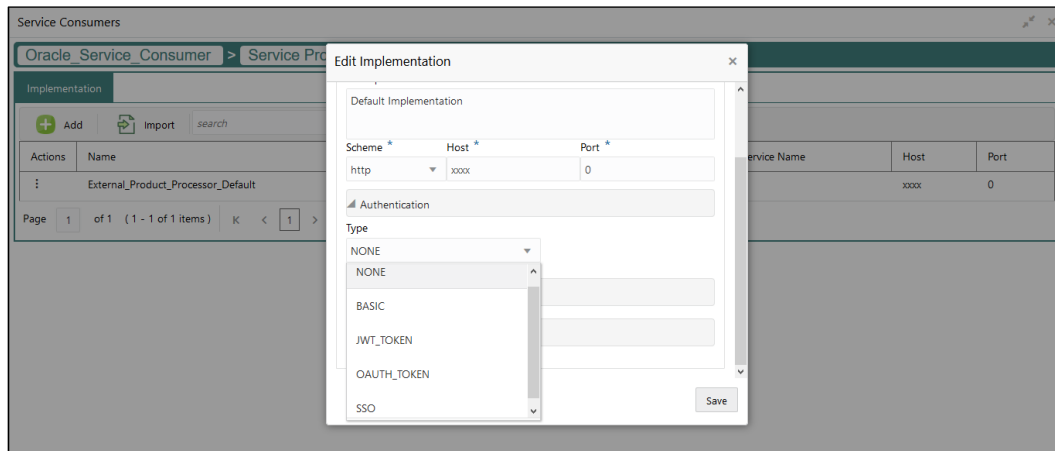 Service Consumers
Oracle_Service_Consumer > Service Pro
Implementation
Add Import search
Actions Name ervice Name Host Port
External_Product_Processor_Default xxxx 0
Page 1 of 1 (1 - 1 of 1 items) K < 1 >
Edit Implementation ×
Default Implementation
Scheme * Host * Port *
http xxxx 0
Authentication
Type
NONE
NONE
BASIC
JWT_TOKEN
OAUTH_TOKEN
SSO
Save